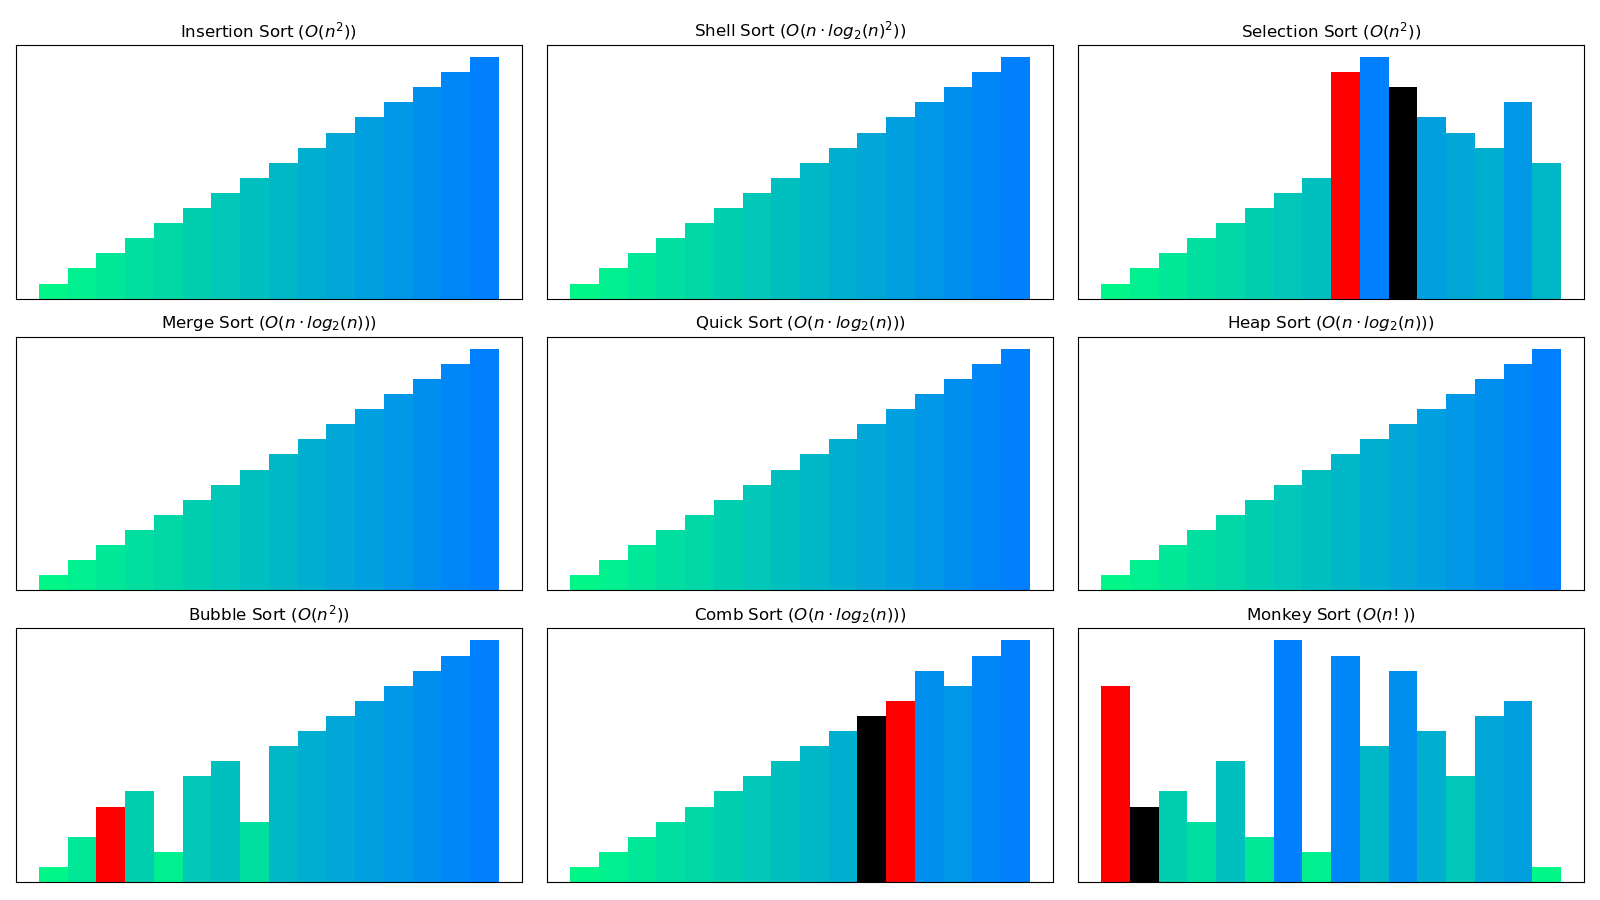 Insertion Sort (O(n²))
Shell Sort (O(n · log₂(n)²))
Selection Sort (O(n²))
Merge Sort (O(n · log₂(n)))
Quick Sort (O(n · log₂(n)))
Heap Sort (O(n · log₂(n)))
Bubble Sort (O(n²))
Comb Sort (O(n · log₂(n)))
Monkey Sort (O(n!))